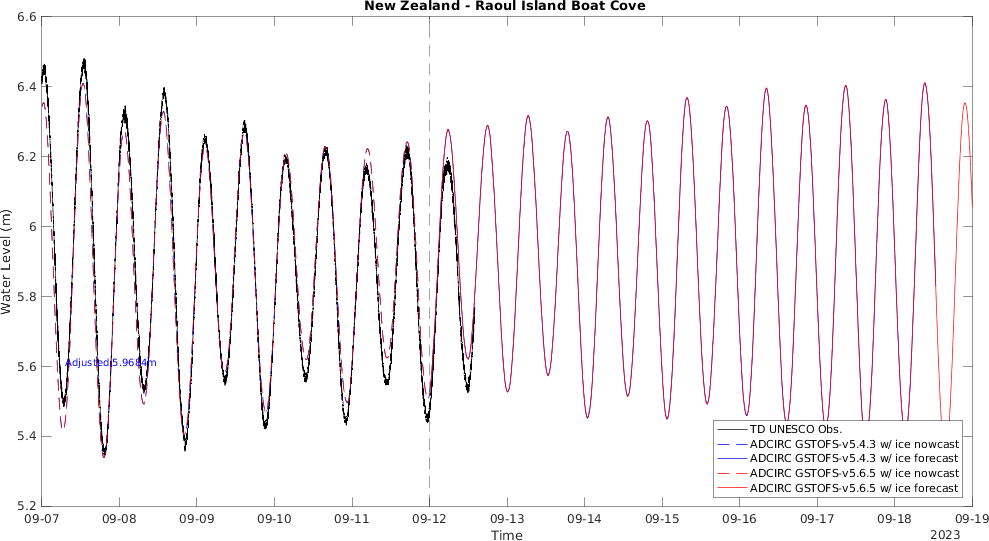 New Zealand - Raoul Island Boat Cove
6.6
6.4
6.2
6
5.8
5.6
5.4
5.2
Water Level (m)
Adjusted:5.9684m
TD UNESCO Obs.
ADCIRC GSTOFS-v5.4.3 w/ ice nowcast
ADCIRC GSTOFS-v5.4.3 w/ ice forecast
ADCIRC GSTOFS-v5.6.5 w/ ice nowcast
ADCIRC GSTOFS-v5.6.5 w/ ice forecast
09-07 09-08 09-09 09-10 09-11 09-12 09-13 09-14 09-15 09-16 09-17 09-18 09-19
Time
2023